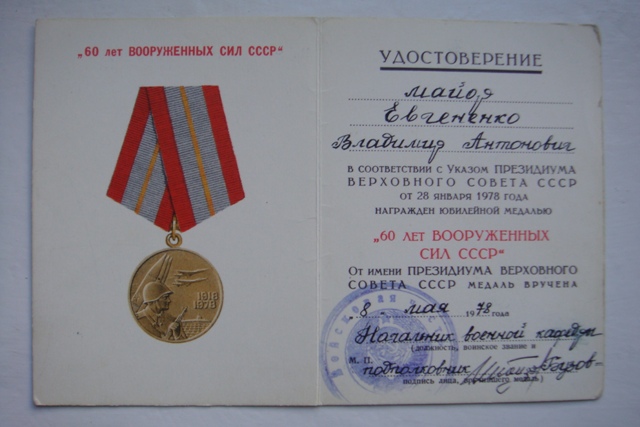 „60 лет ВООРУЖЕННЫХ СИЛ СССР“
1918
1978
УДОСТОВЕРЕНИЕ
майор
Евгененко
Владимир Антонович
В СООТВЕТСТВИИ С УКАЗОМ ПРЕЗИДИУМА
ВЕРХОВНОГО СОВЕТА СССР
ОТ 28 ЯНВАРЯ 1978 ГОДА
НАГРАЖДЕН ЮБИЛЕЙНОЙ МЕДАЛЬЮ
„60 ЛЕТ ВООРУЖЕННЫХ
СИЛ СССР“
ОТ ИМЕНИ ПРЕЗИДИУМА ВЕРХОВНОГО
СОВЕТА СССР МЕДАЛЬ ВРУЧЕНА
„8“ мая 1978 года
Войсковая часть
Начальник военной кафедры
(должность, воинское звание и
М. П. подполковник
подпись лица, вручившего медаль)